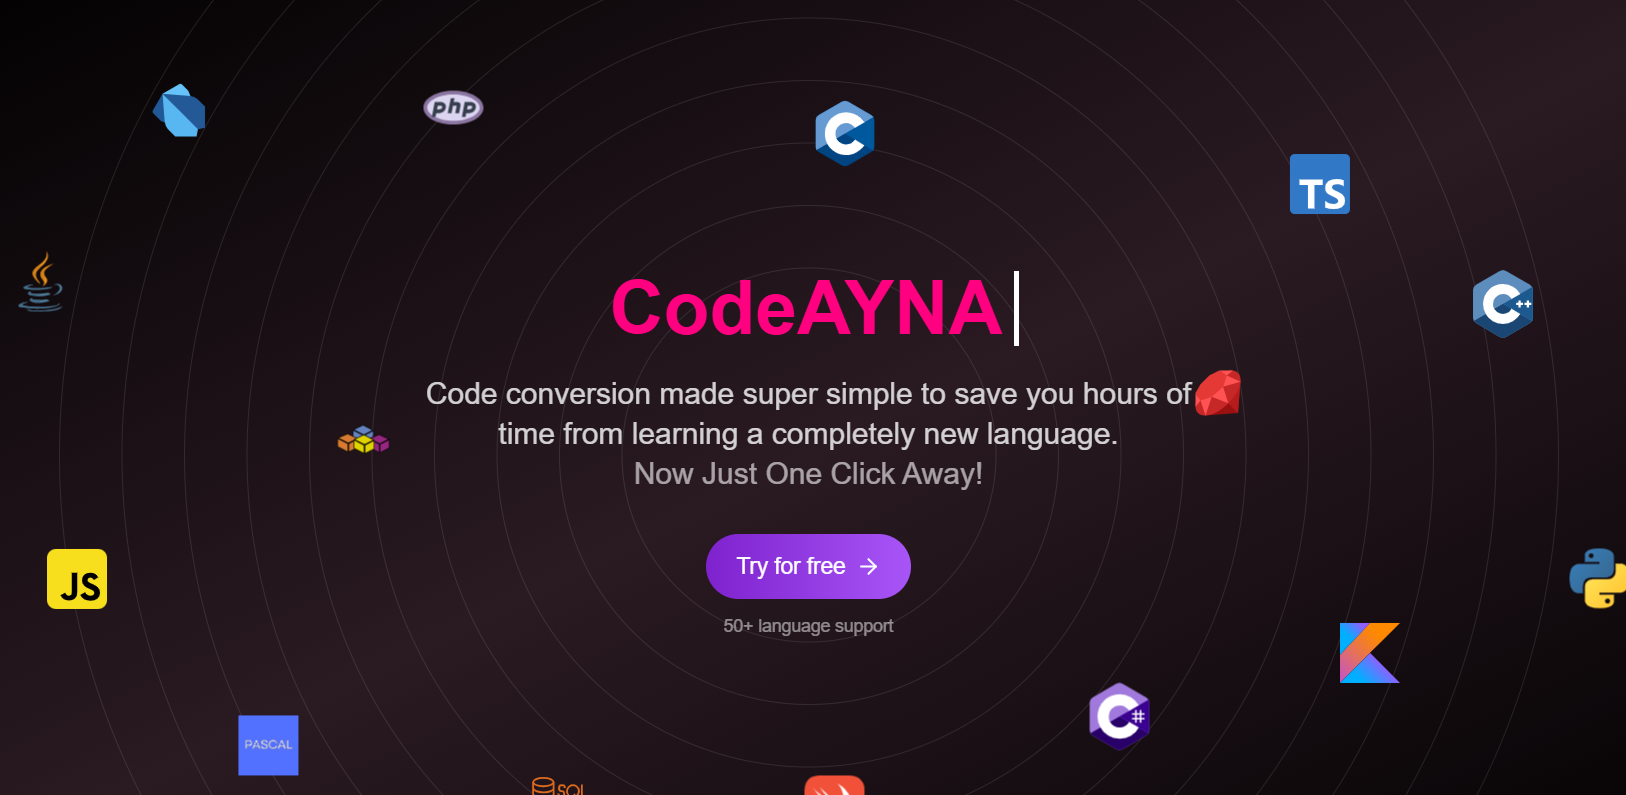 php
C
TS
CodeAYNA
C++
Code conversion made super simple to save you hours of
time from learning a completely new language.
Now Just One Click Away!
Try for free
JS
50+ language support
C#
PASCAL
SQL